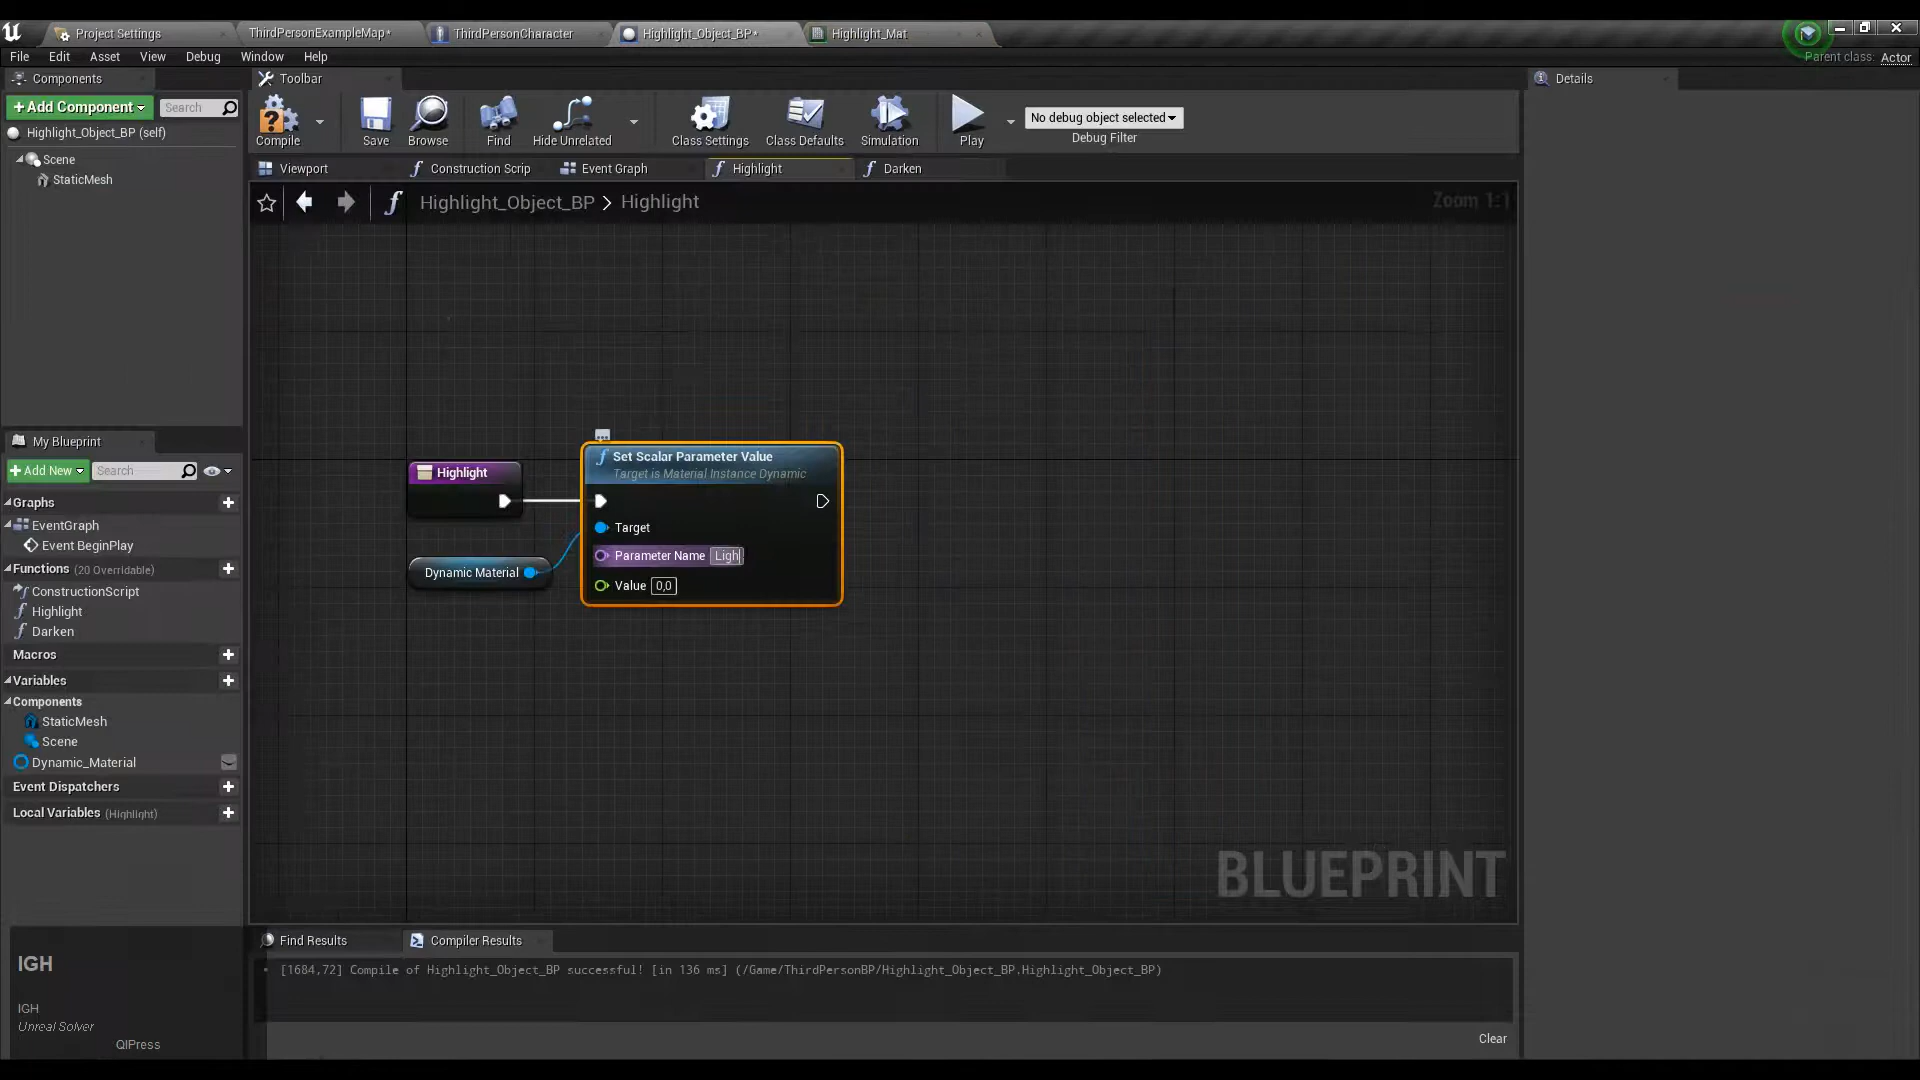 Project Settings
ThirdPersonExampleMap*
ThirdPersonCharacter
Highlight_Object_BP*
Highlight_Mat
File Edit Asset View Debug Window Help
Parent class: Actor
Components
Toolbar
Details
Add Component
Search
Compile
Save
Browse
Find
Hide Unrelated
Class Settings
Class Defaults
Simulation
Play
No debug object selected
Debug Filter
Highlight_Object_BP (self)
Scene
StaticMesh
Viewport
Construction Scrip
Event Graph
Highlight
Darken
Highlight_Object_BP > Highlight
Zoom 1:1
Highlight
Set Scalar Parameter Value
Target is Material Instance Dynamic
Target
Parameter Name Ligh
Value 0,0
Dynamic Material
BLUEPRINT
My Blueprint
Add New
Search
Graphs
EventGraph
Event BeginPlay
Functions (20 Overridable)
ConstructionScript
Highlight
Darken
Macros
Variables
Components
StaticMesh
Scene
Dynamic_Material
Event Dispatchers
Local Variables (Highlight)
IGH
IGH
Unreal Solver
QIPress
Find Results
Compiler Results
[1684,72] Compile of Highlight_Object_BP successful! [in 136 ms] (/Game/ThirdPersonBP/Highlight_Object_BP.Highlight_Object_BP)
Clear